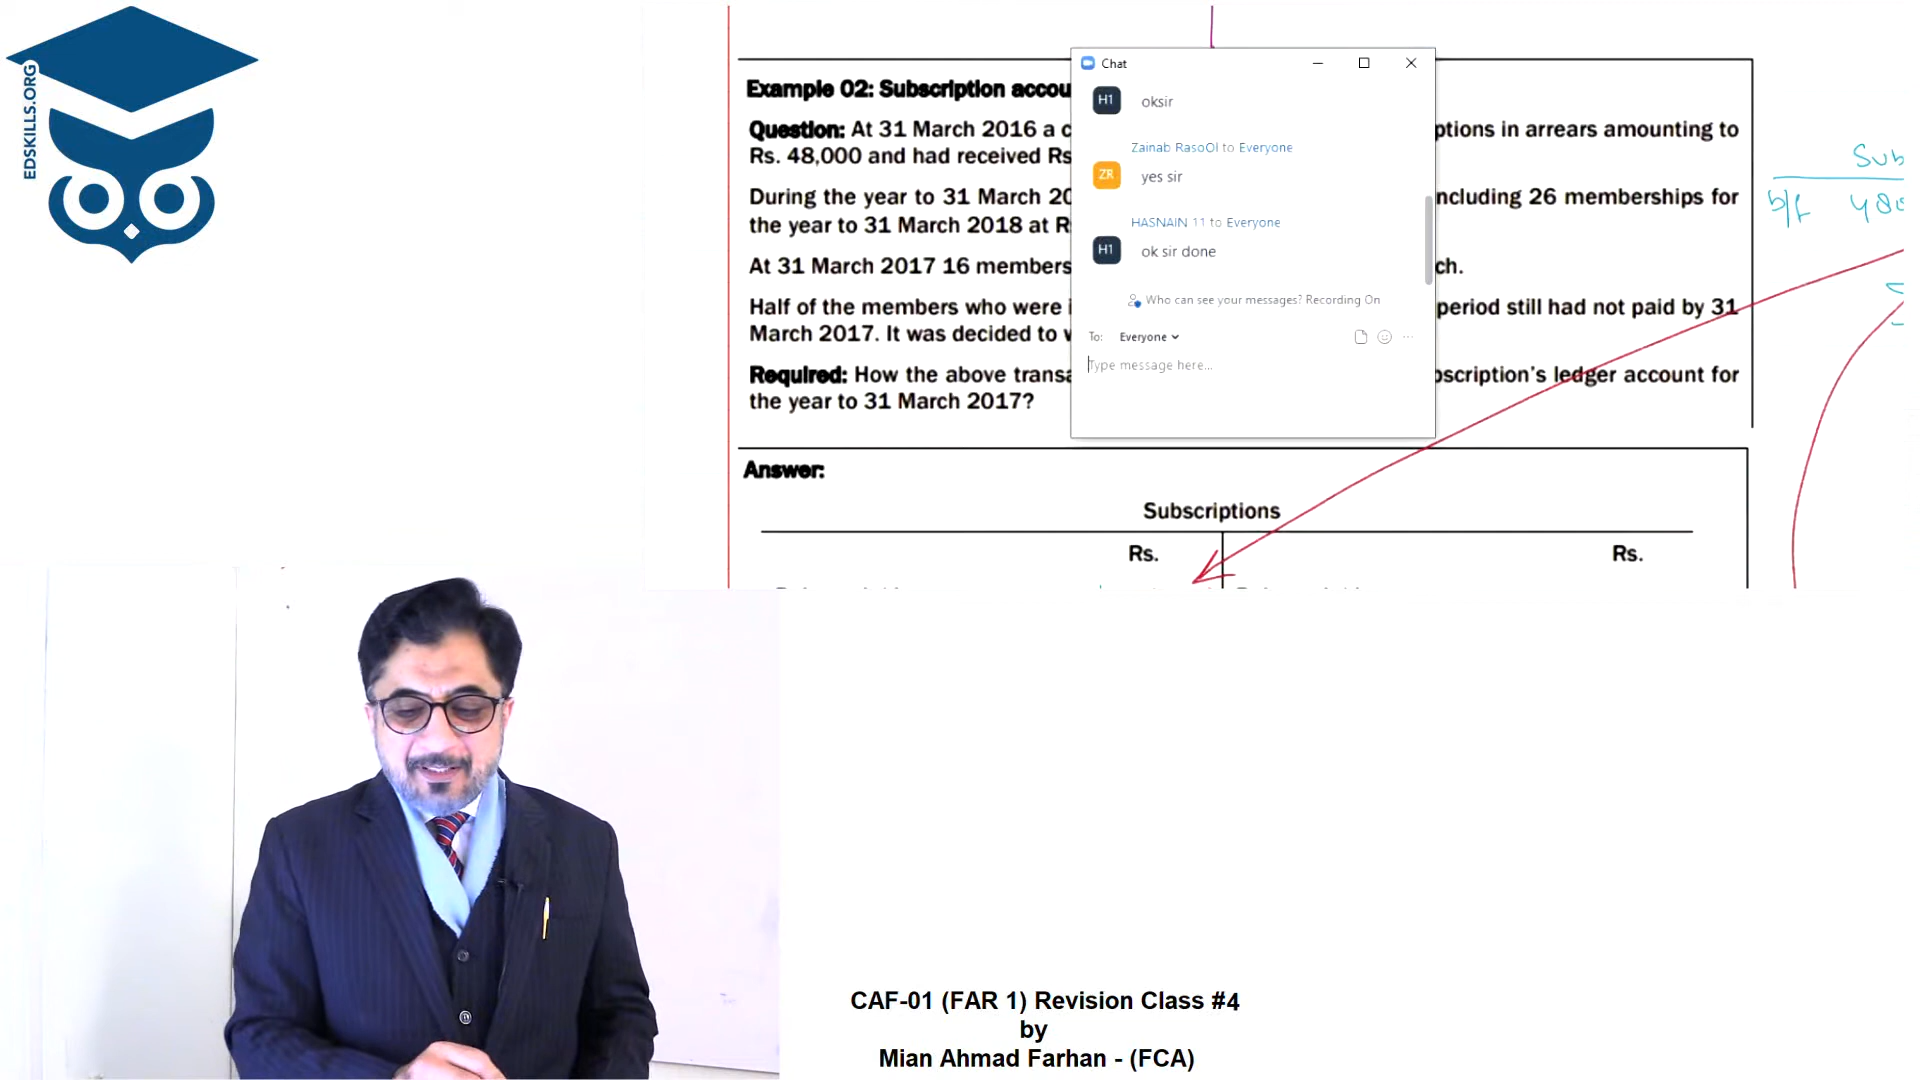 EDSKILLS.ORG
Example 02: Subscription accou
Question: At 31 March 2016 a c
ptions in arrears amounting to
Rs. 48,000 and had received Rs
During the year to 31 March 20
ncluding 26 memberships for
the year to 31 March 2018 at R
At 31 March 2017 16 members
ch.
Half of the members who were i
period still had not paid by 31
March 2017. It was decided to w
Required: How the above transa
oscription's ledger account for
the year to 31 March 2017?
Chat
H1
oksir
Zainab RasoOl to Everyone
ZR
yes sir
HASNAIN 11 to Everyone
H1
ok sir done
Who can see your messages? Recording On
To: Everyone
Type message here...
Sub
b/f 480
Answer:
Subscriptions
Rs.
Rs.
CAF-01 (FAR 1) Revision Class #4
by
Mian Ahmad Farhan - (FCA)